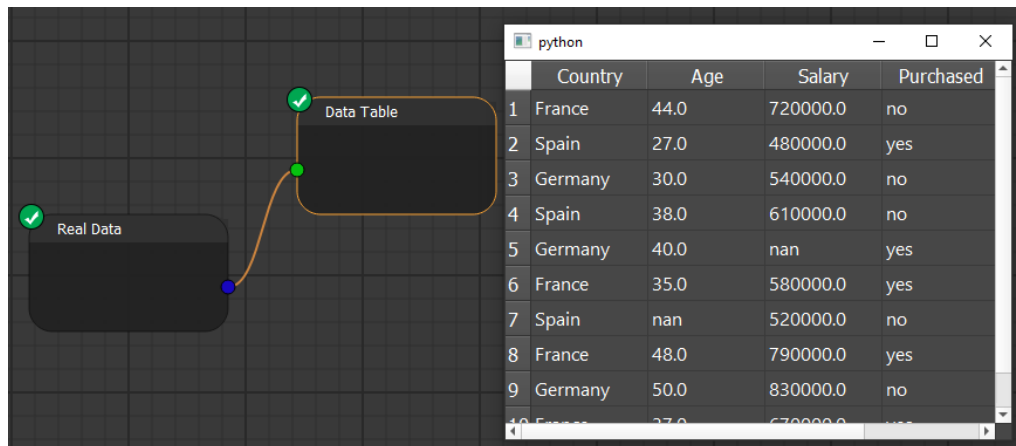 Data Table
Real Data
python
Country Age Salary Purchased
1 France 44.0 720000.0 no
2 Spain 27.0 480000.0 yes
3 Germany 30.0 540000.0 no
4 Spain 38.0 610000.0 no
5 Germany 40.0 nan yes
6 France 35.0 580000.0 yes
7 Spain nan 520000.0 no
8 France 48.0 790000.0 yes
9 Germany 50.0 830000.0 no